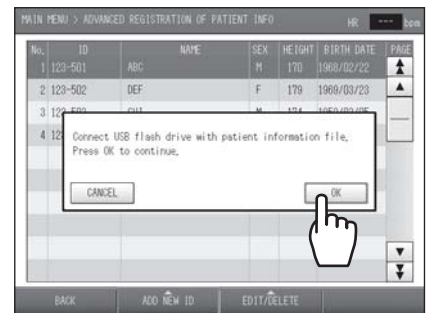 MAIN MENU > ADVANCED REGISTRATION OF PATIENT INFO HR --- bpm
No. ID NAME SEX HEIGHT BIRTH DATE PAGE
1 123-501 ABC M 170 1968/02/22
2 123-502 DEF F 179 1969/03/23
3
4
Connect USB flash drive with patient information file.
Press OK to continue.
CANCEL OK
BACK ADD NEW ID EDIT/DELETE